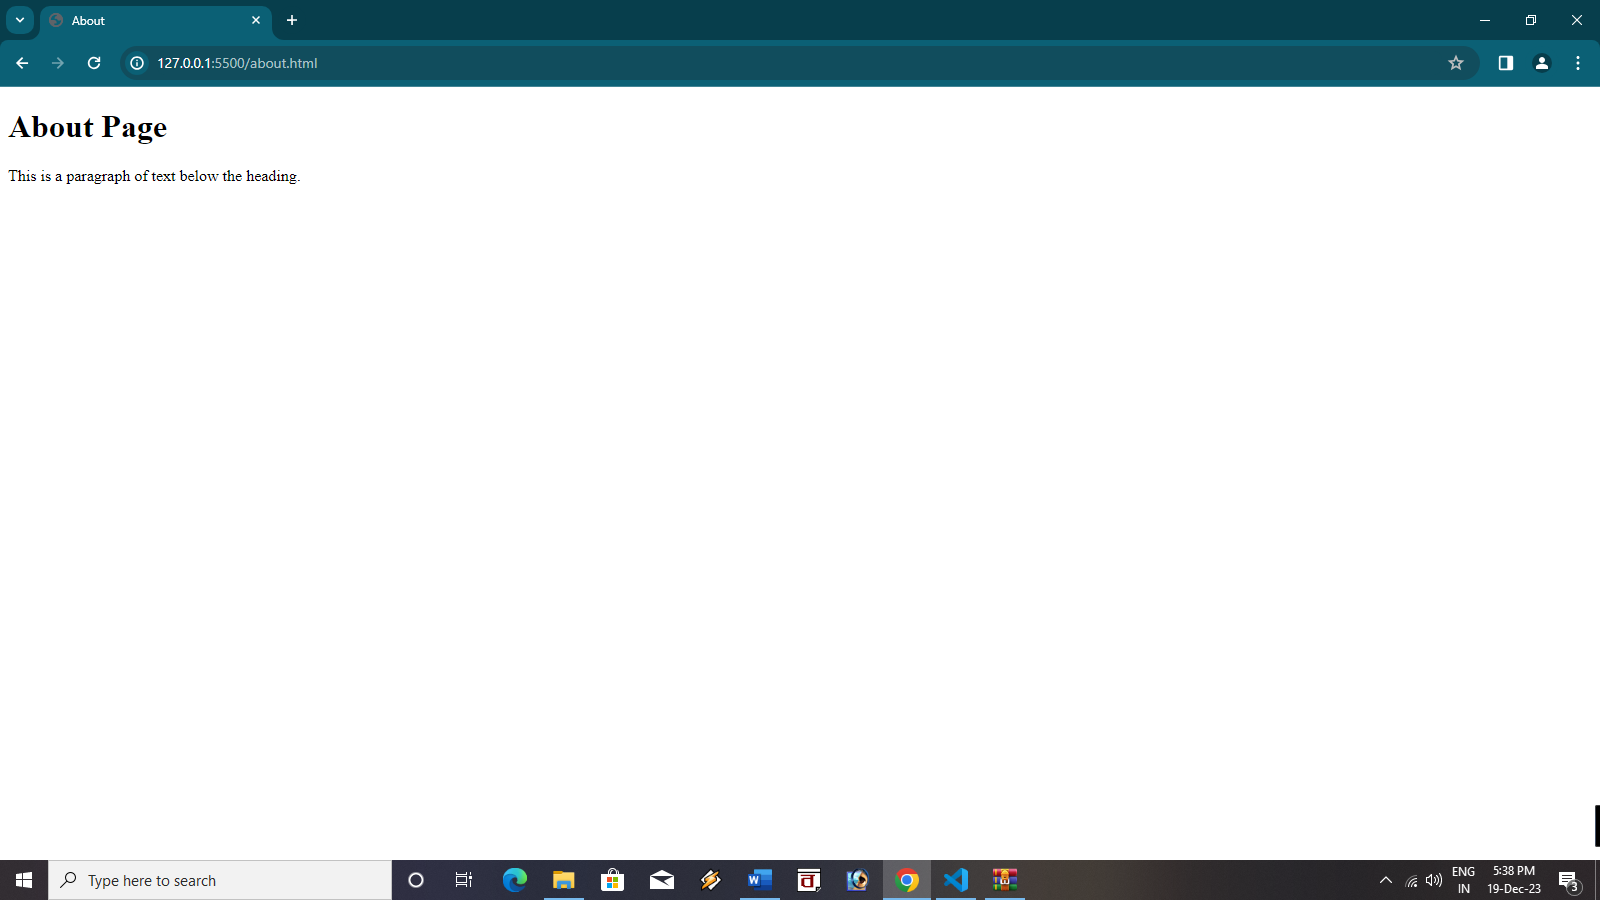 About
127.0.0.1:5500/about.html
About Page
This is a paragraph of text below the heading.
Type here to search
ENG
IN
5:38 PM
19-Dec-23
3